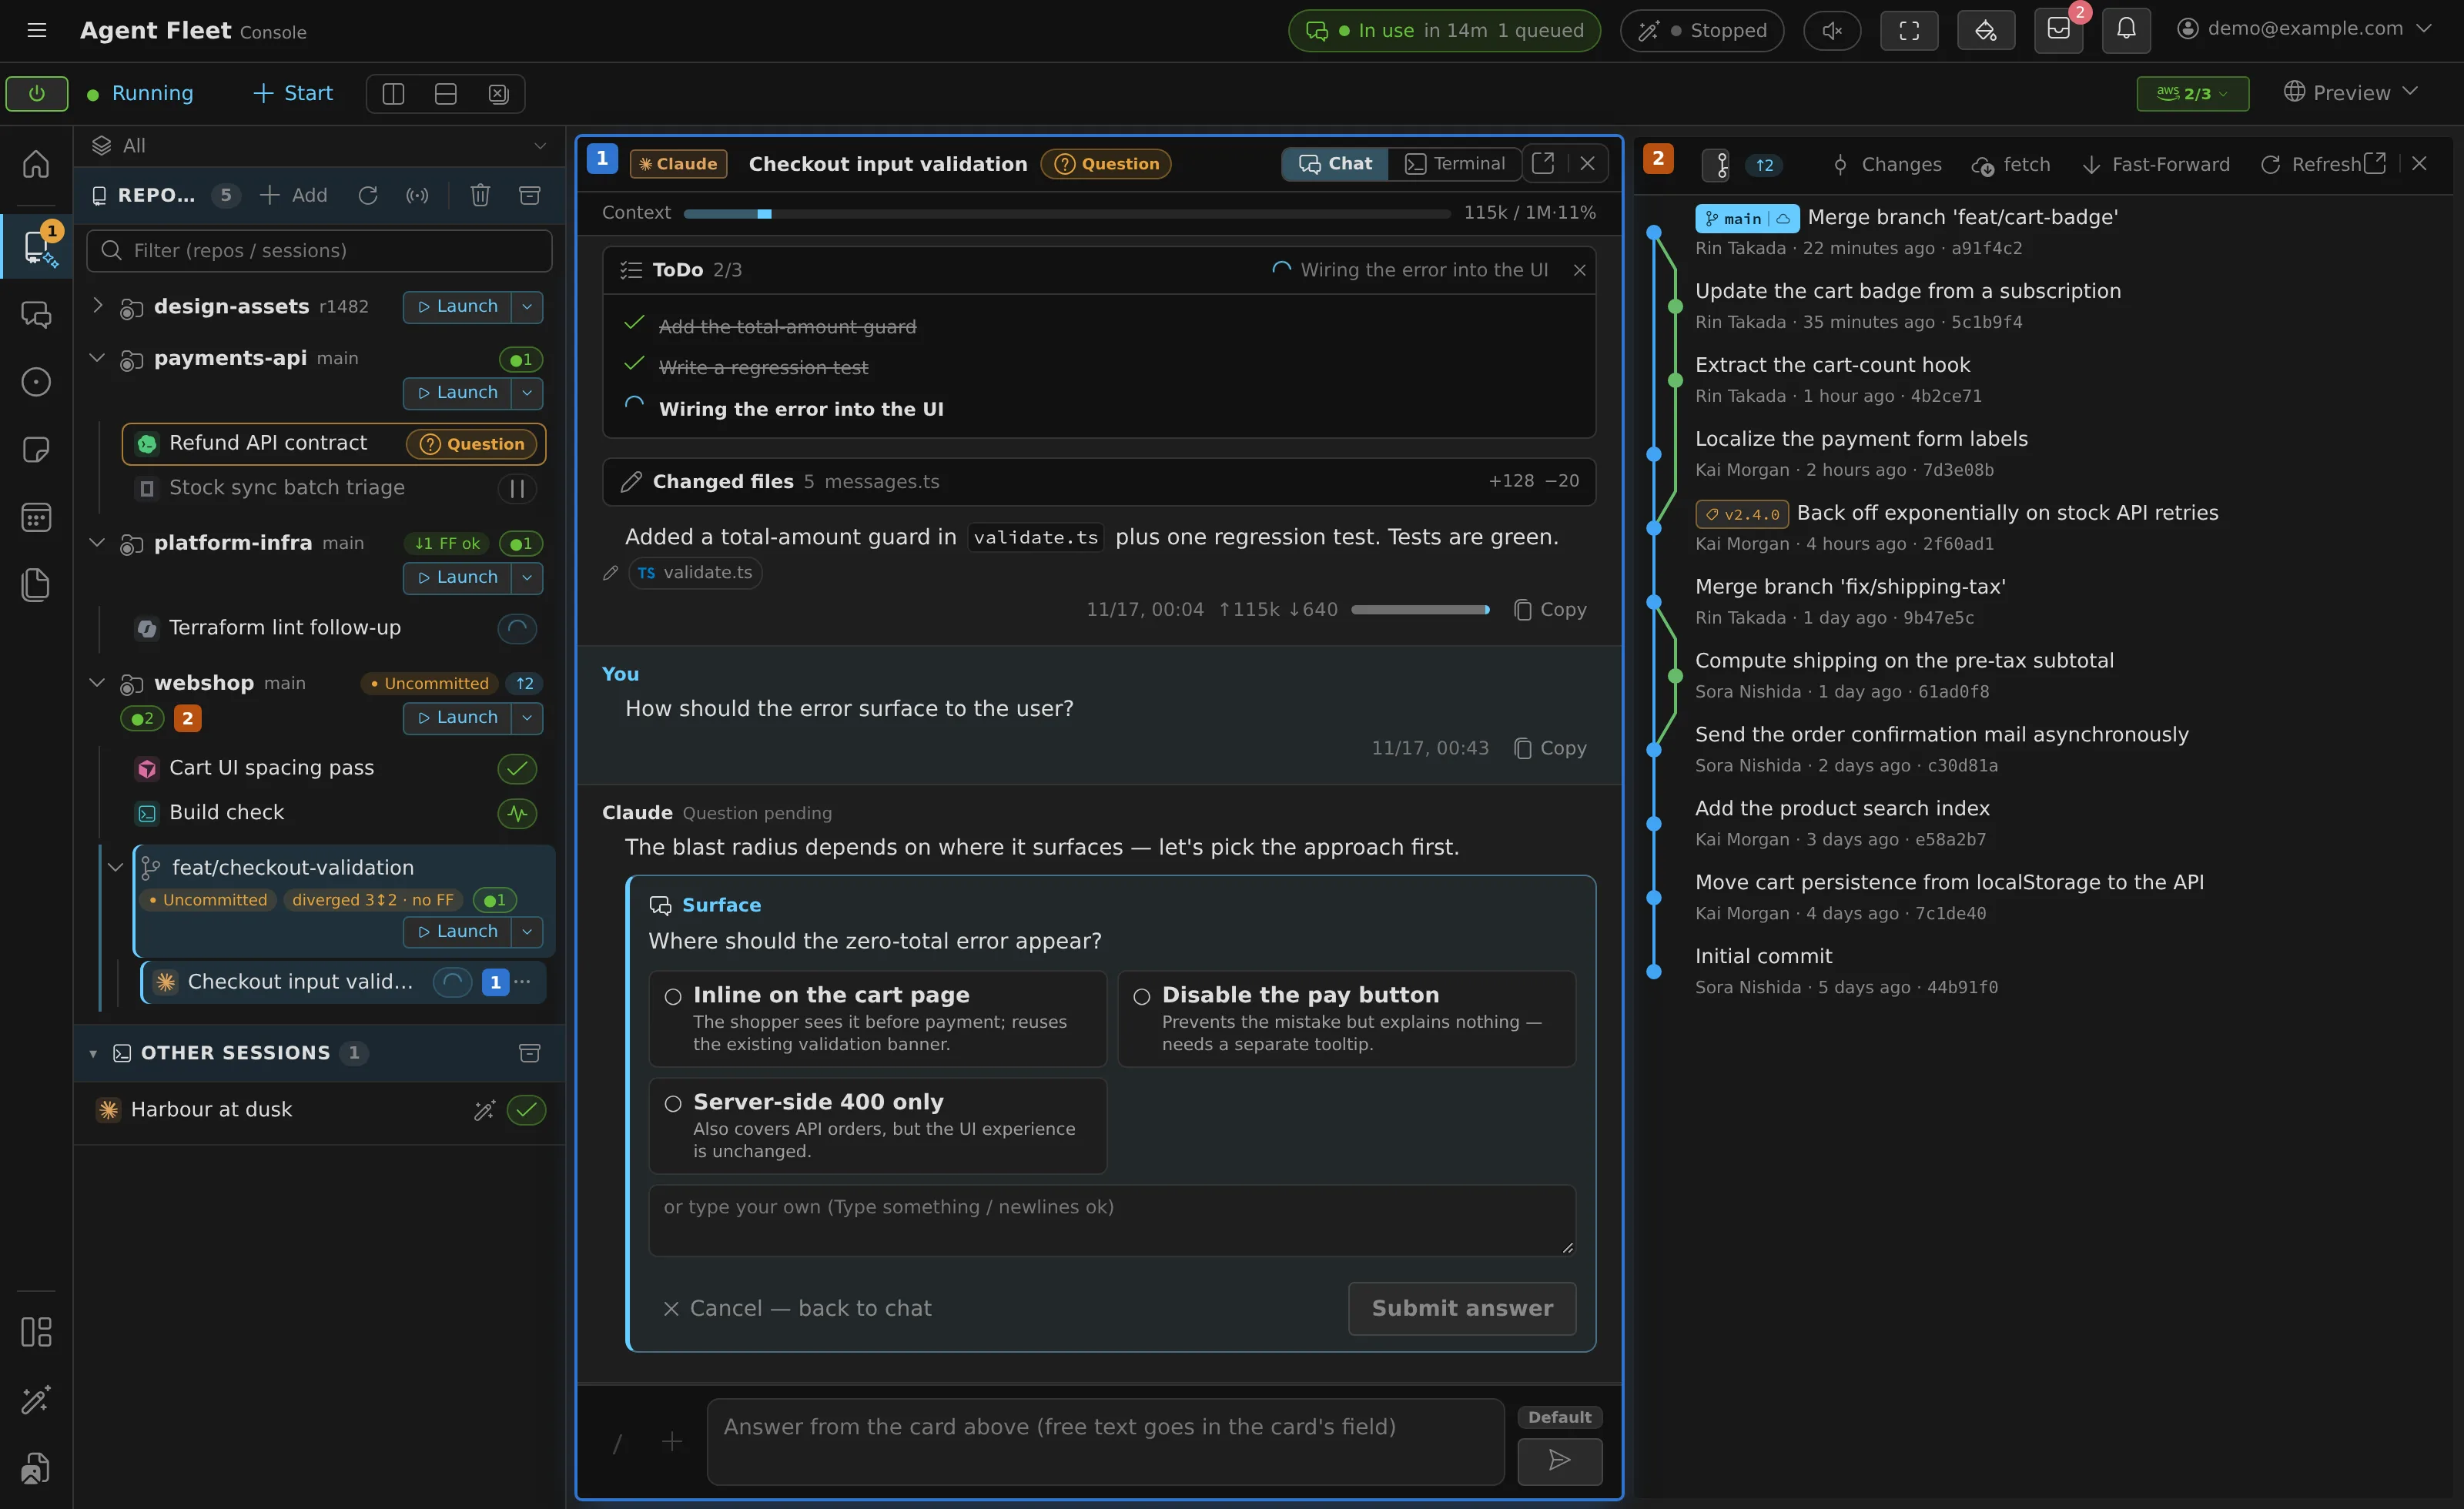 Agent Fleet Console
In use in 14m 1 queued
Stopped
2
demo@example.com
Running
Start
aws 2/3
Preview
All
REPO... 5 Add
1
Filter (repos / sessions)
design-assets r1482 Launch
payments-api main 1
Launch
Refund API contract Question
Stock sync batch triage
platform-infra main ↓1 FF ok 1
Launch
Terraform lint follow-up
webshop main • Uncommitted ↑2
2 2 Launch
Cart UI spacing pass
Build check
feat/checkout-validation
• Uncommitted diverged 3↕2 · no FF 1
Launch
Checkout input valid... 1 ···
OTHER SESSIONS 1
Harbour at dusk
1 Claude Checkout input validation Question Chat Terminal
Context 115k / 1M·11%
ToDo 2/3 Wiring the error into the UI
Add the total-amount guard
Write a regression test
Wiring the error into the UI
Changed files 5 messages.ts +128 −20
Added a total-amount guard in validate.ts plus one regression test. Tests are green.
TS validate.ts
11/17, 00:04 ↑115k ↓640 Copy
You
How should the error surface to the user?
11/17, 00:43 Copy
Claude Question pending
The blast radius depends on where it surfaces — let's pick the approach first.
Surface
Where should the zero-total error appear?
Inline on the cart page
The shopper sees it before payment; reuses
the existing validation banner.
Disable the pay button
Prevents the mistake but explains nothing —
needs a separate tooltip.
Server-side 400 only
Also covers API orders, but the UI experience
is unchanged.
or type your own (Type something / newlines ok)
Cancel — back to chat
Submit answer
/ + Answer from the card above (free text goes in the card's field)
Default
2 ↑2 Changes fetch Fast-Forward Refresh
main Merge branch 'feat/cart-badge'
Rin Takada · 22 minutes ago · a91f4c2
Update the cart badge from a subscription
Rin Takada · 35 minutes ago · 5c1b9f4
Extract the cart-count hook
Rin Takada · 1 hour ago · 4b2ce71
Localize the payment form labels
Kai Morgan · 2 hours ago · 7d3e08b
v2.4.0 Back off exponentially on stock API retries
Kai Morgan · 4 hours ago · 2f60ad1
Merge branch 'fix/shipping-tax'
Rin Takada · 1 day ago · 9b47e5c
Compute shipping on the pre-tax subtotal
Sora Nishida · 1 day ago · 61ad0f8
Send the order confirmation mail asynchronously
Sora Nishida · 2 days ago · c30d81a
Add the product search index
Kai Morgan · 3 days ago · e58a2b7
Move cart persistence from localStorage to the API
Kai Morgan · 4 days ago · 7c1de40
Initial commit
Sora Nishida · 5 days ago · 44b91f0